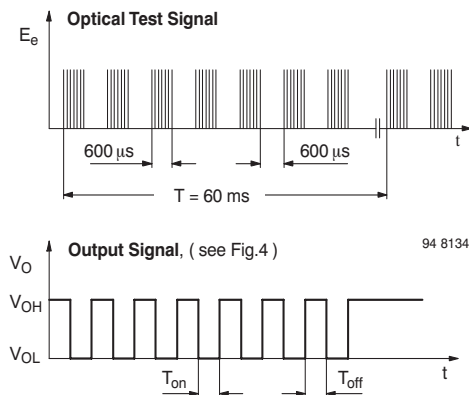 Optical Test Signal
Ee
t
600 μs
600 μs
T = 60 ms
Output Signal, ( see Fig.4 )
94 8134
VO
VOH
VOL
t
Ton
Toff